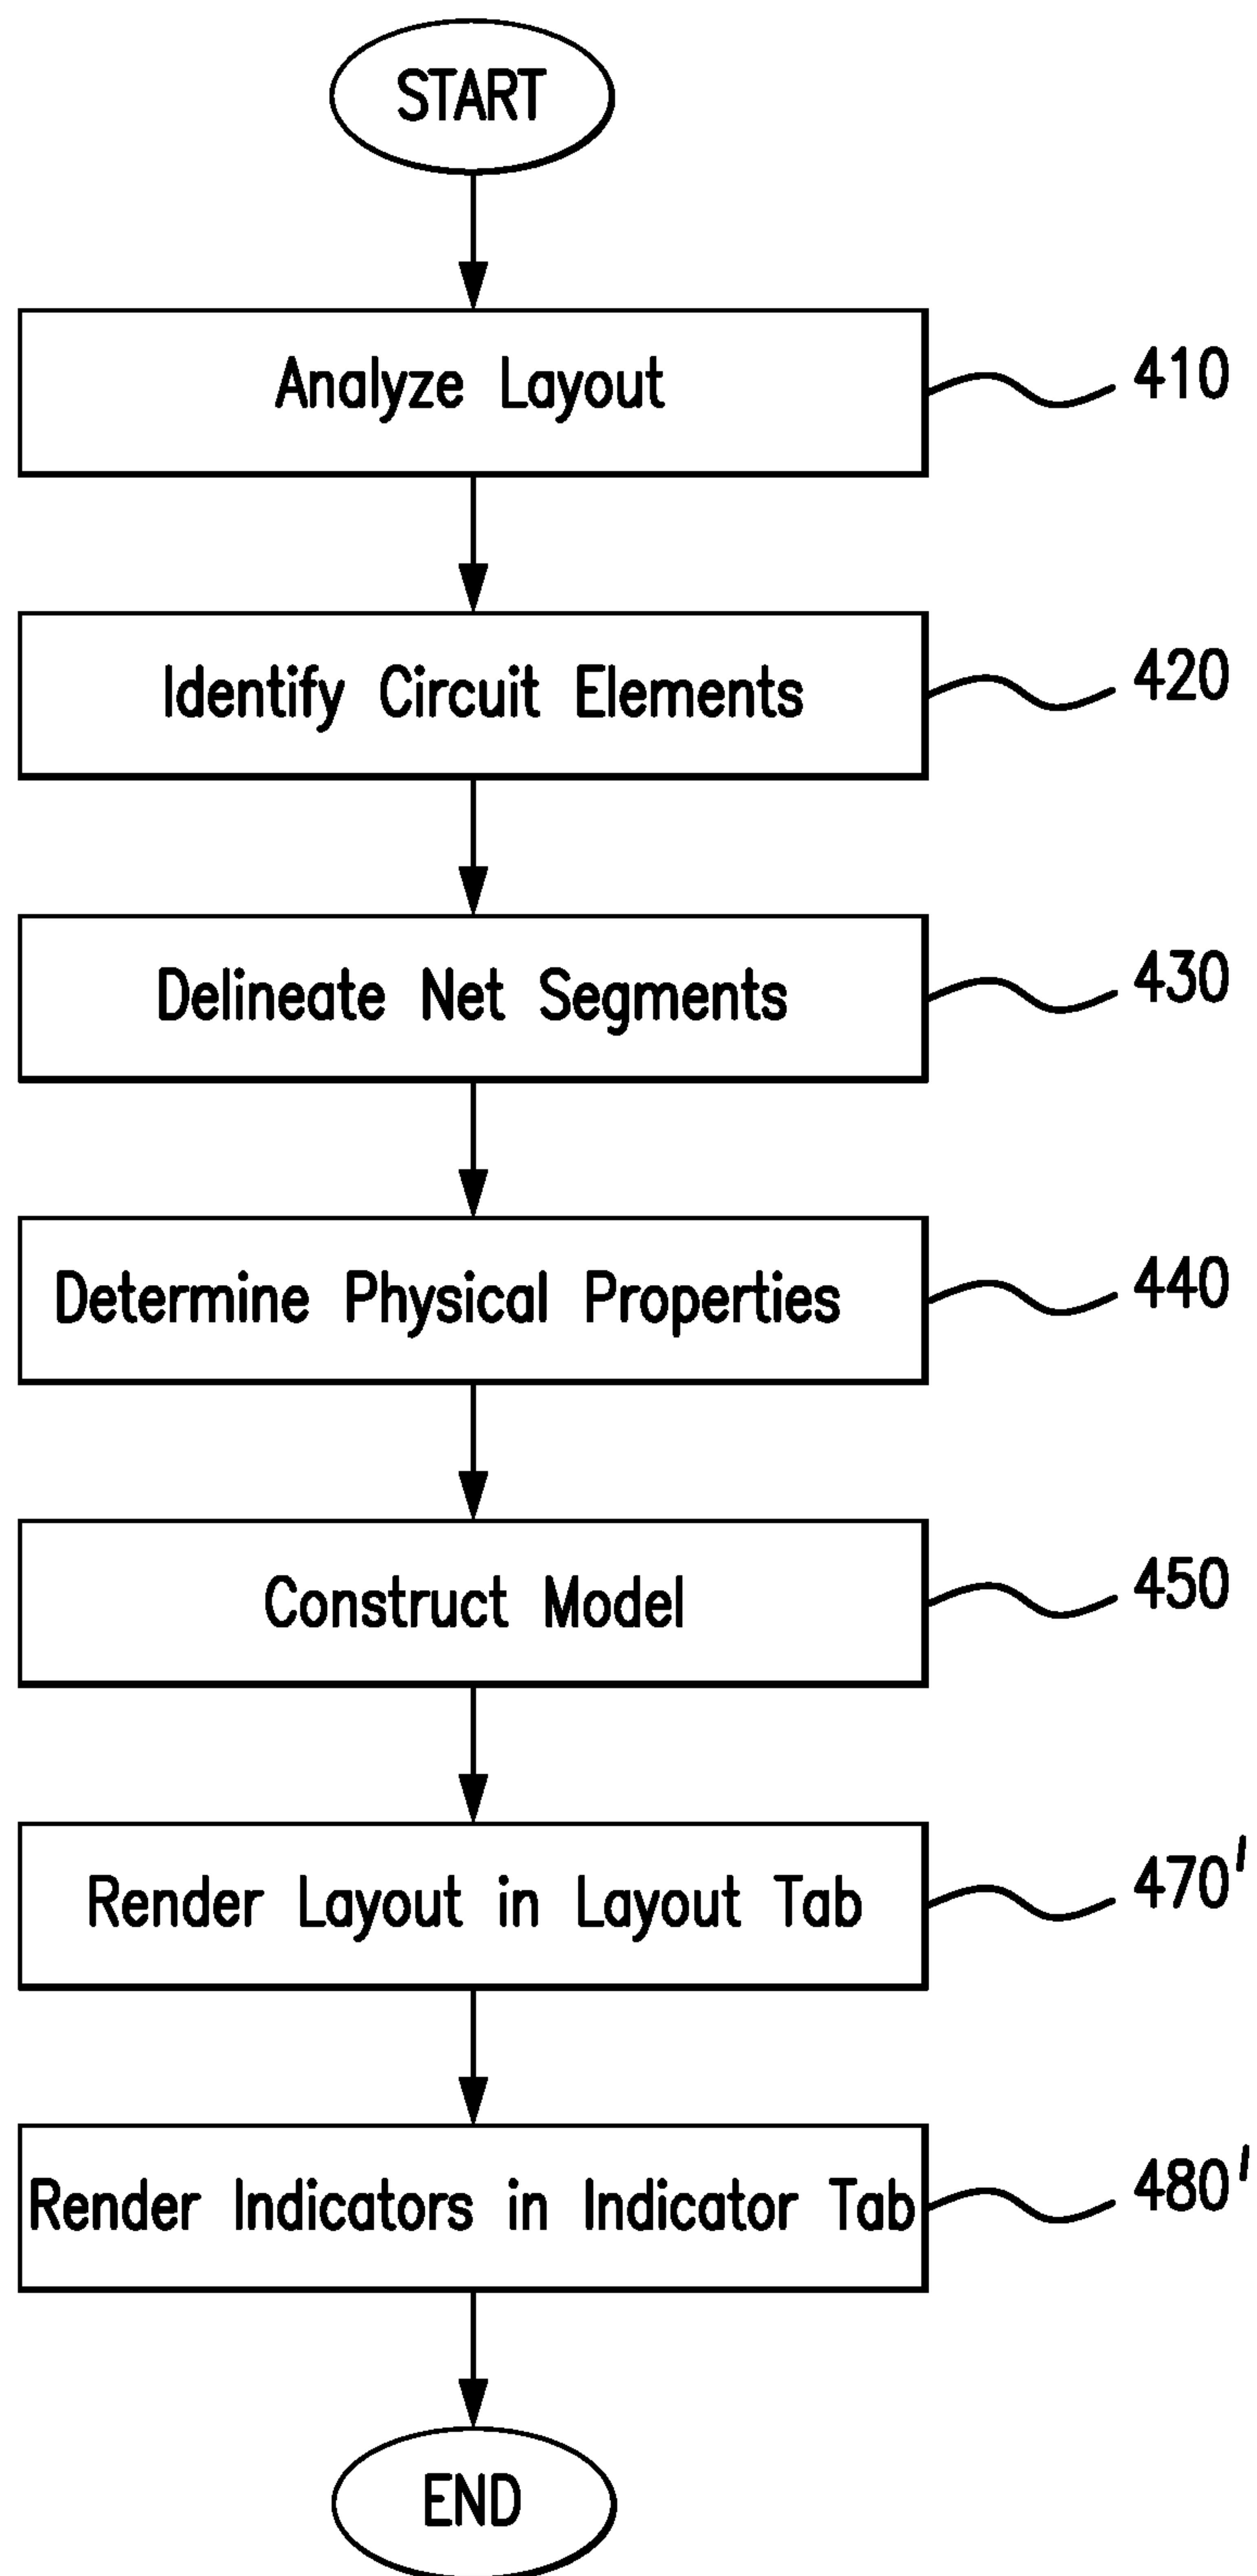 START
Analyze Layout
410
Identify Circuit Elements
420
Delineate Net Segments
430
Determine Physical Properties
440
Construct Model
450
Render Layout in Layout Tab
470'
Render Indicators in Indicator Tab
480'
END